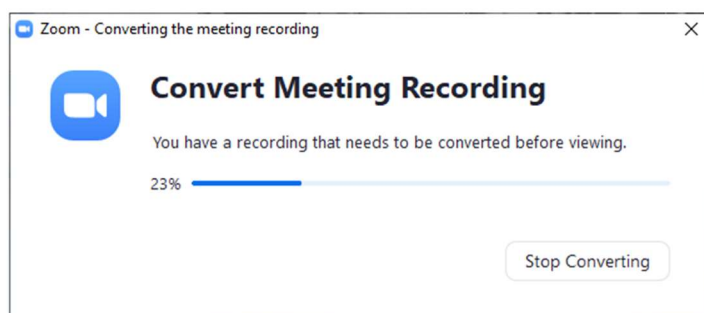 Zoom - Converting the meeting recording
Convert Meeting Recording
You have a recording that needs to be converted before viewing.
23%
Stop Converting